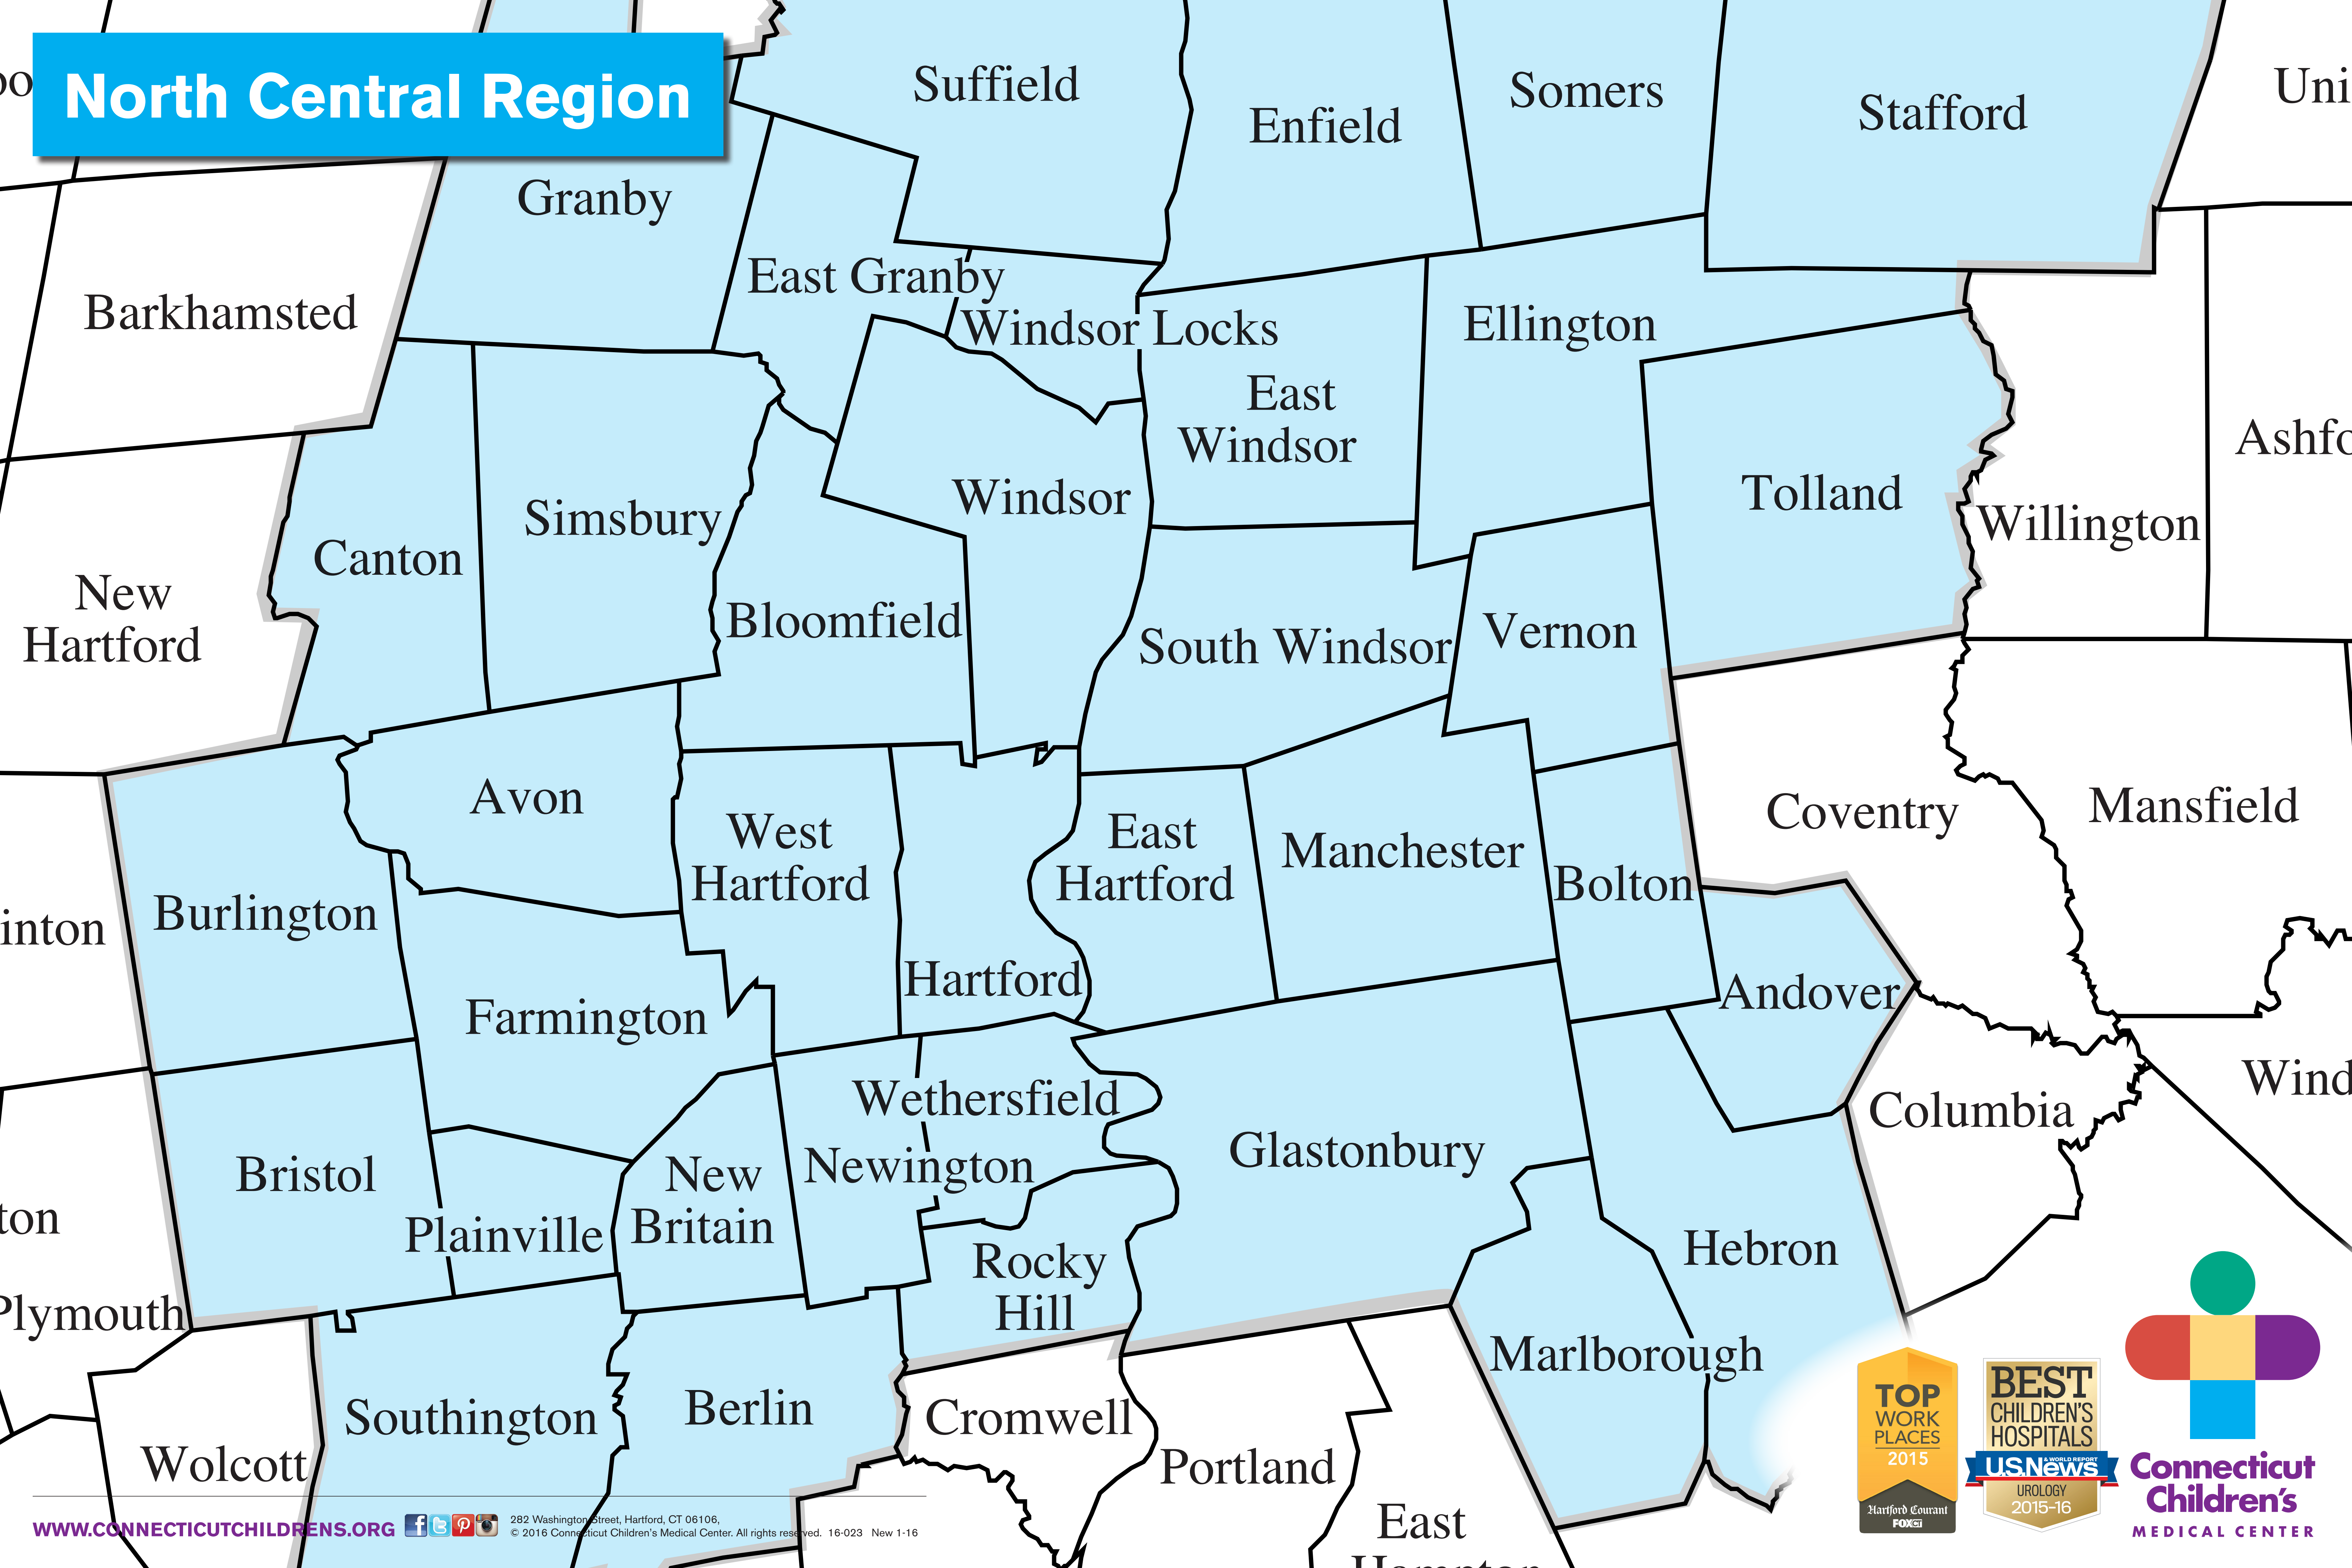 North Central Region
Suffield
Enfield
Somers
Stafford
Granby
East Granby
Barkhamsted
Windsor Locks
Ellington
East
Windsor
Tolland
Windsor
Simsbury
Canton
Willington
New
Hartford
Bloomfield
South Windsor
Vernon
Avon
West
Hartford
East
Hartford
Manchester
Bolton
Coventry
Mansfield
Burlington
Farmington
Hartford
Andover
Wethersfield
Columbia
Bristol
Plainville
New
Britain
Newington
Glastonbury
Rocky
Hill
Hebron
Plymouth
Marlborough
Southington
Berlin
Cromwell
Wolcott
Portland
East
TOP
WORK
PLACES
2015
Hartford Courant
FOXCT
BEST
CHILDREN'S
HOSPITALS
U.S.News
& WORLD REPORT
UROLOGY
2015-16
Connecticut
Children's
MEDICAL CENTER
WWW.CONNECTICUTCHILDRENS.ORG
282 Washington Street, Hartford, CT 06106,
© 2016 Connecticut Children's Medical Center. All rights reserved. 16-023 New 1-16